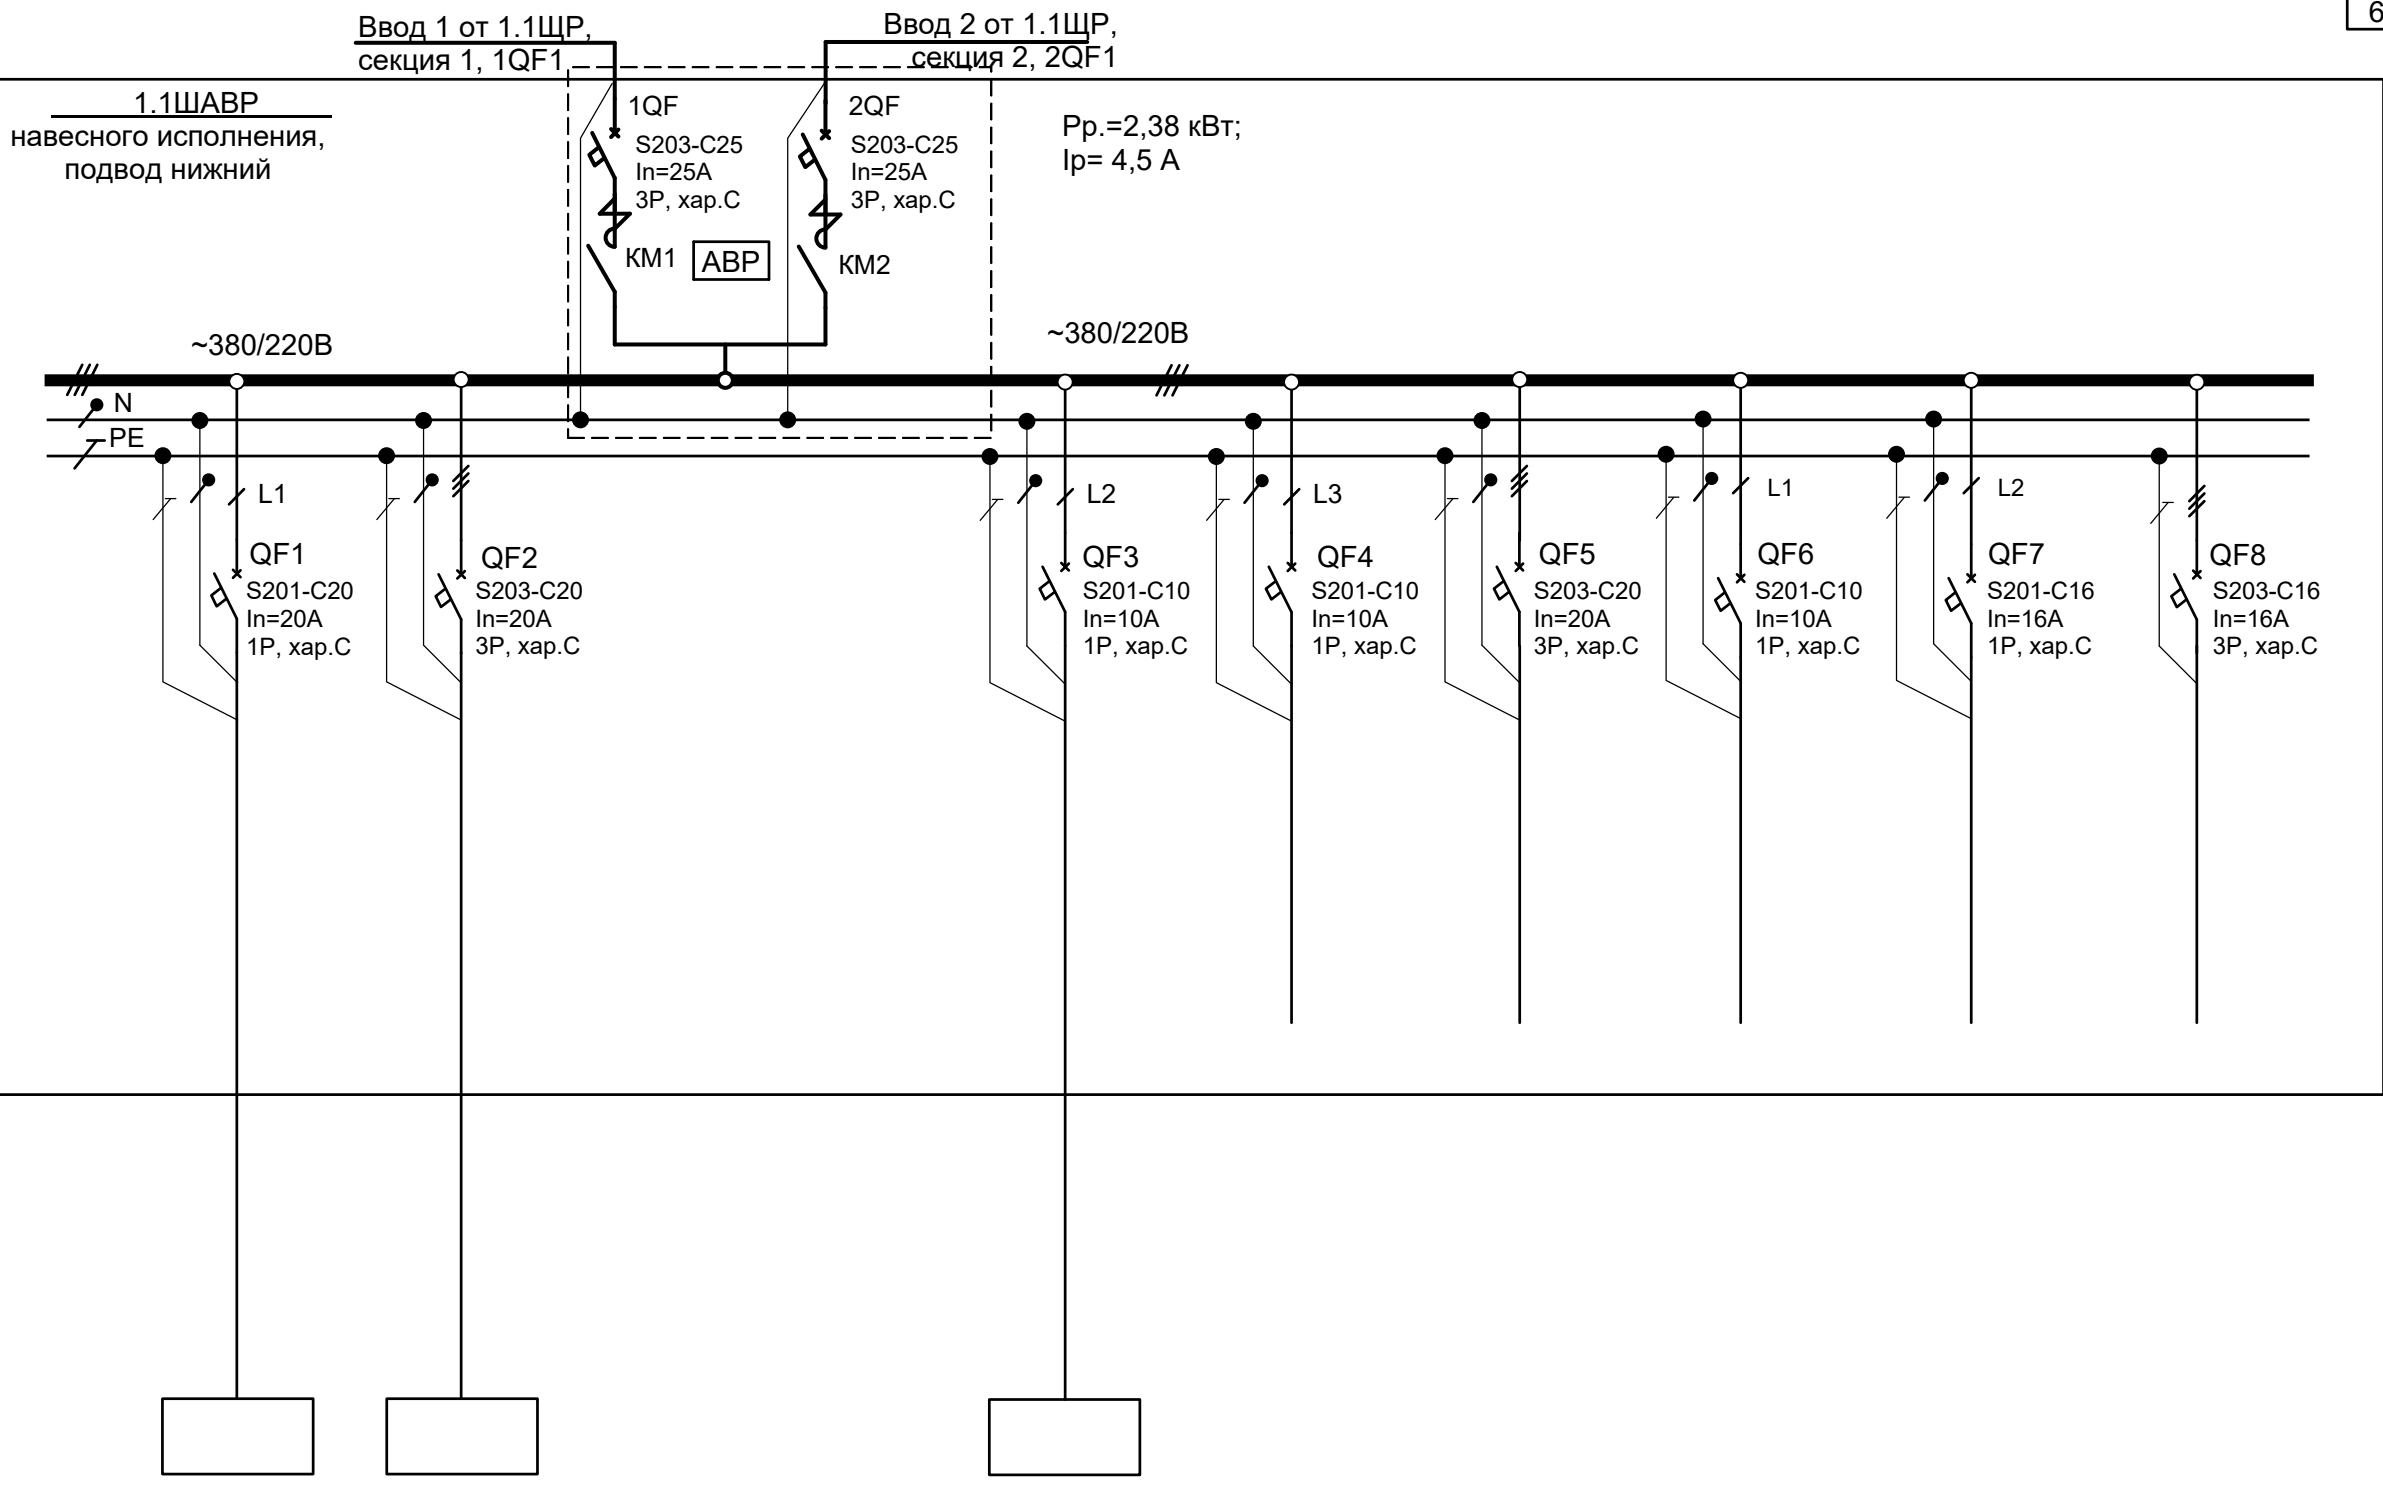 6
Ввод 1 от 1.1ЩР,
секция 1, 1QF1
Ввод 2 от 1.1ЩР,
секция 2, 2QF1
1.1ШАВР
навесного исполнения,
подвод нижний
1QF
S203-C25
In=25A
3P, хар.C
2QF
S203-C25
In=25A
3P, хар.C
Pр.=2,38 кВт;
Iр= 4,5 А
КМ1
АВР
КМ2
~380/220В
~380/220В
N
PE
L1
L2
L3
L1
L2
QF1
S201-C20
In=20A
1P, хар.C
QF2
S203-C20
In=20A
3P, хар.C
QF3
S201-C10
In=10A
1P, хар.C
QF4
S201-C10
In=10A
1P, хар.C
QF5
S203-C20
In=20A
3P, хар.C
QF6
S201-C10
In=10A
1P, хар.C
QF7
S201-C16
In=16A
1P, хар.C
QF8
S203-C16
In=16A
3P, хар.C